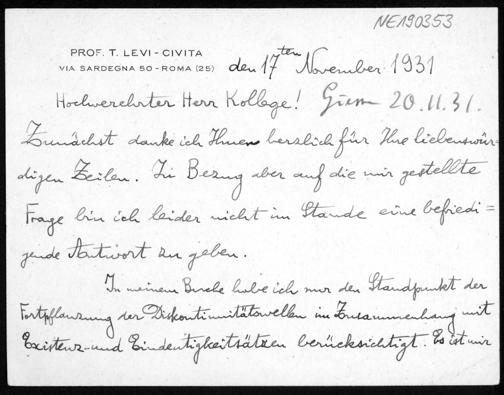 NE190353
PROF. T. LEVI-CIVITA
VIA SARDEGNA 50 - ROMA (25)
den 17ten November 1931
Hochverehrter Herr Kollege!
20.11.31.
Zunächst danke ich Ihnen herzlich für Ihre liebenswür-
digen Zeilen. In Bezug aber auf die mir gestellte
Frage bin ich leider nicht im Stande eine befriedi=
gende Antwort zu geben.
In meinem Buche habe ich nur den Standpunkt der
Fortpflanzung der Diskontinuitätswellen im Zusammenhang mit
Existenz- und Eindeutigkeitsätzen berücksichtigt. Es ist mir